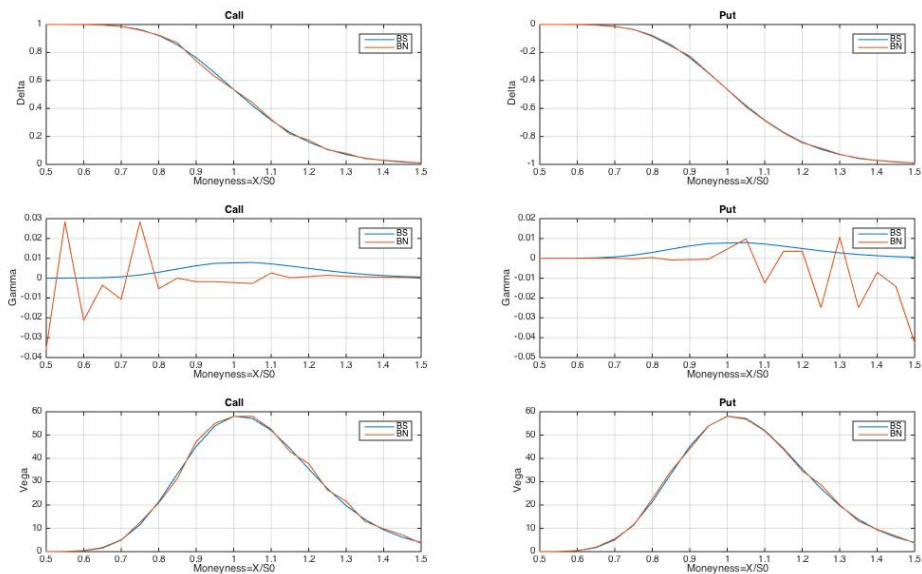 Call
Put
Delta
1
0.8
0.6
0.4
0.2
0
0.5 0.6 0.7 0.8 0.9 1 1.1 1.2 1.3 1.4 1.5
Moneyness=X/S0
BS
BN
Delta
0
-0.2
-0.4
-0.6
-0.8
-1
0.5 0.6 0.7 0.8 0.9 1 1.1 1.2 1.3 1.4 1.5
Moneyness=X/S0
BS
BN
Call
Put
Gamma
0.03
0.02
0.01
0
-0.01
-0.02
-0.03
-0.04
0.5 0.6 0.7 0.8 0.9 1 1.1 1.2 1.3 1.4 1.5
Moneyness=X/S0
BS
BN
Gamma
0.02
0.01
0
-0.01
-0.02
-0.03
-0.04
-0.05
0.5 0.6 0.7 0.8 0.9 1 1.1 1.2 1.3 1.4 1.5
Moneyness=X/S0
BS
BN
Call
Put
Vega
60
50
40
30
20
10
0
0.5 0.6 0.7 0.8 0.9 1 1.1 1.2 1.3 1.4 1.5
Moneyness=X/S0
BS
BN
Vega
60
50
40
30
20
10
0
0.5 0.6 0.7 0.8 0.9 1 1.1 1.2 1.3 1.4 1.5
Moneyness=X/S0
BS
BN